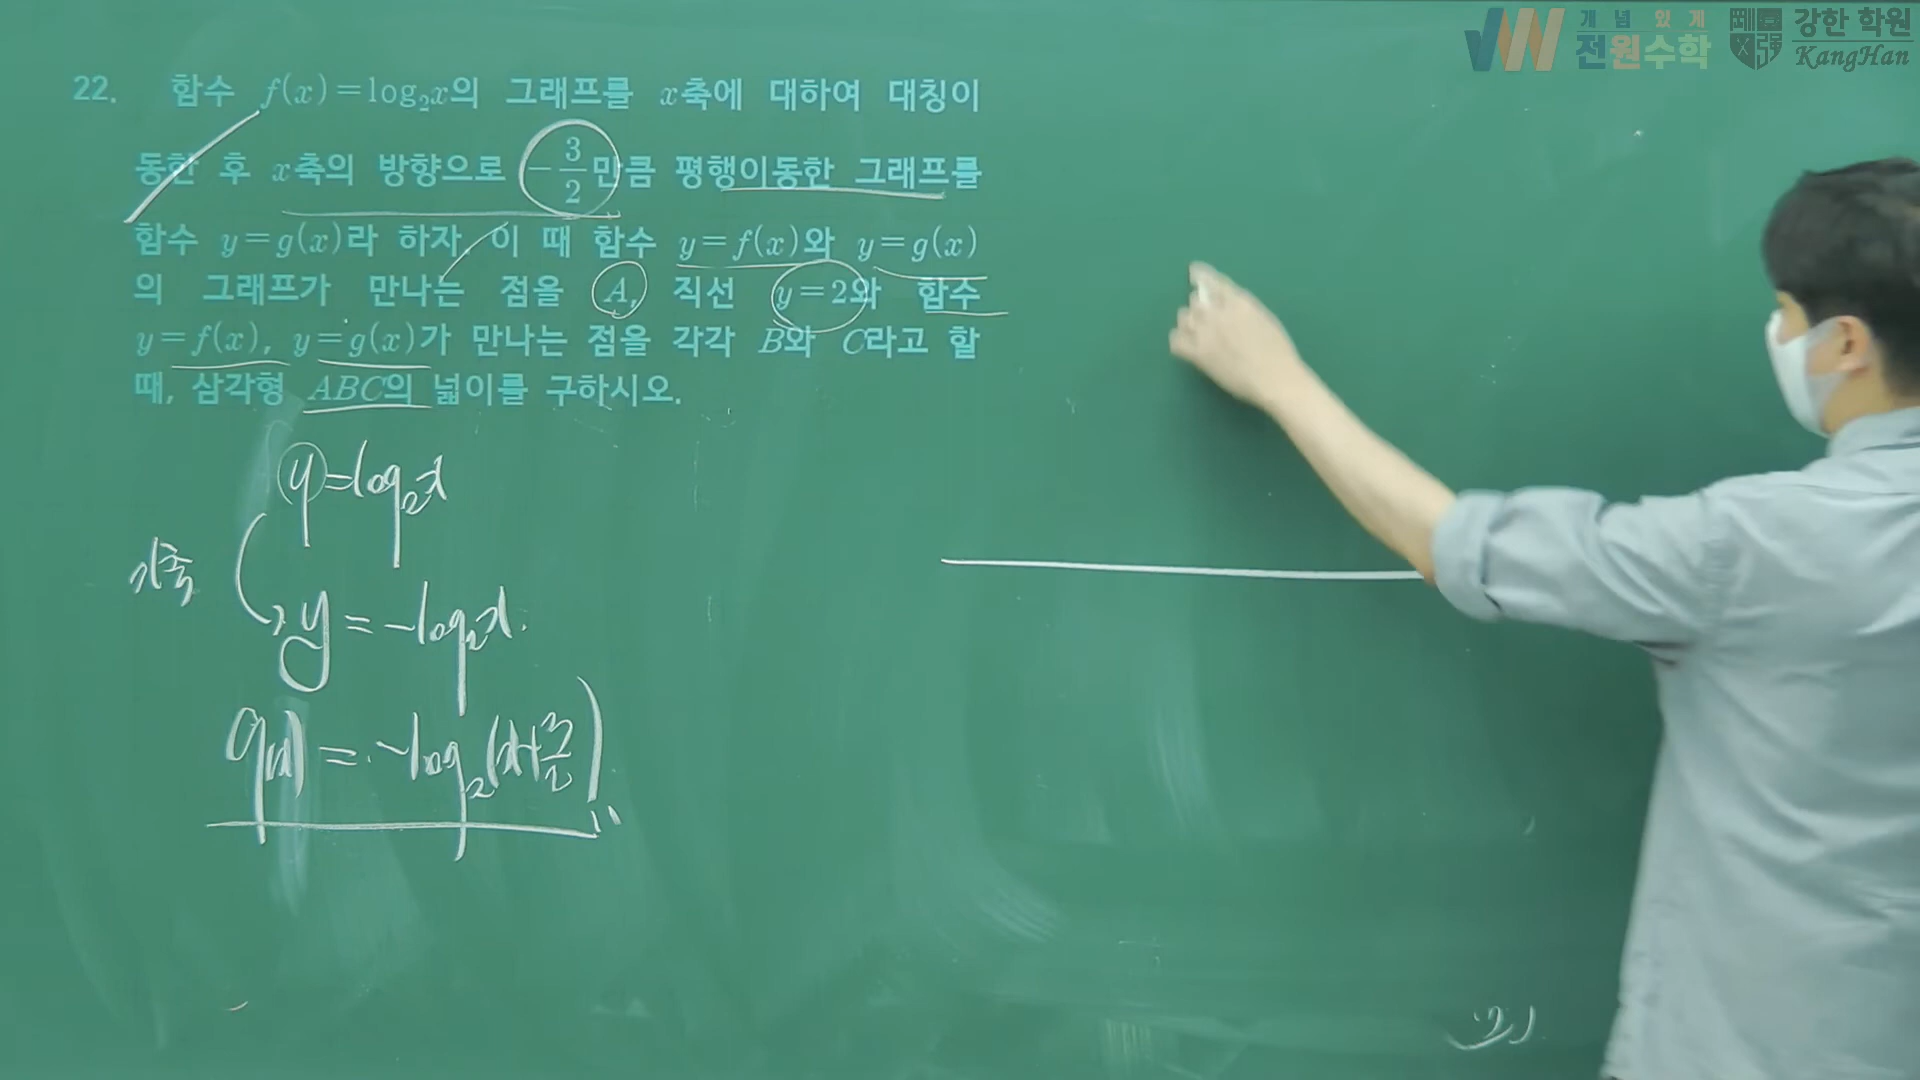 개념있게
전원수학
강한 학원
KangHan
22. 함수 f(x)=log₂x의 그래프를 x축에 대하여 대칭이
동한 후 x축의 방향으로 -3/2만큼 평행이동한 그래프를
함수 y=g(x)라 하자. 이 때 함수 y=f(x)와 y=g(x)
의 그래프가 만나는 점을 A, 직선 y=2와 함수
y=f(x), y=g(x)가 만나는 점을 각각 B와 C라고 할
때, 삼각형 ABC의 넓이를 구하시오.
y=log₂x
x축
y=-log₂x.
g(x)=-log₂(x+3/2)